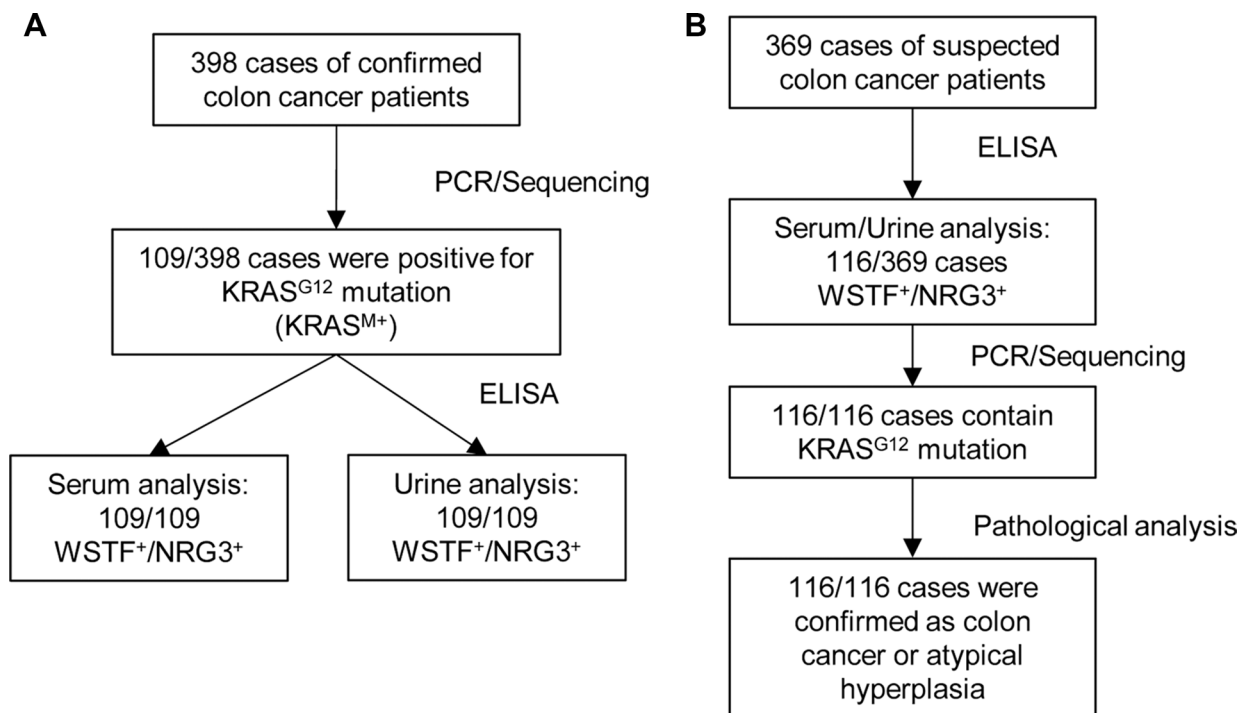 A
398 cases of confirmed
colon cancer patients
PCR/Sequencing
109/398 cases were positive for
KRASᴳ¹² mutation
(KRASᴹ⁺)
ELISA
Serum analysis:
109/109
WSTF⁺/NRG3⁺
Urine analysis:
109/109
WSTF⁺/NRG3⁺
B
369 cases of suspected
colon cancer patients
ELISA
Serum/Urine analysis:
116/369 cases
WSTF⁺/NRG3⁺
PCR/Sequencing
116/116 cases contain
KRASᴳ¹² mutation
Pathological analysis
116/116 cases were
confirmed as colon
cancer or atypical
hyperplasia